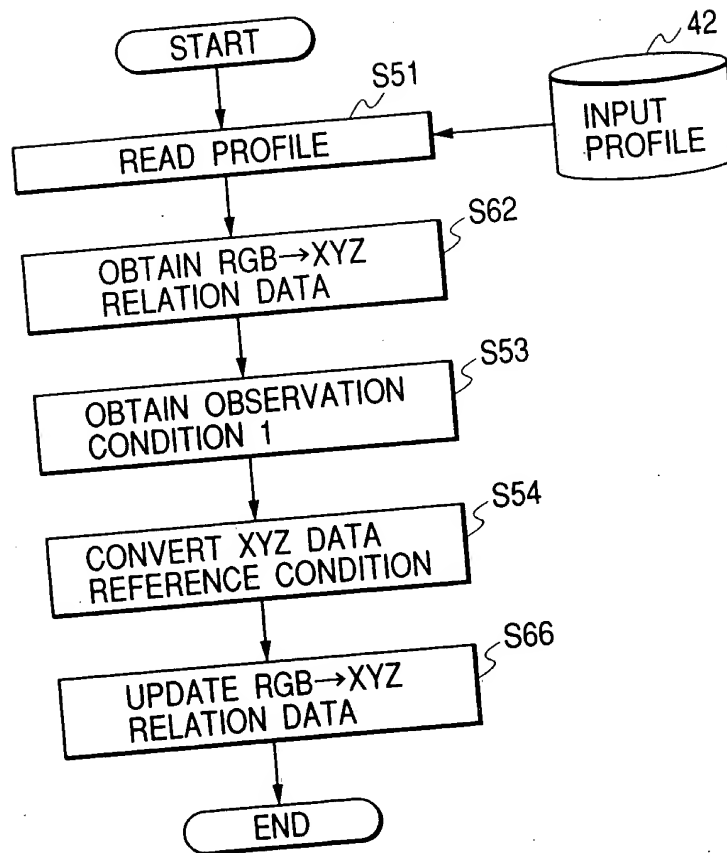 START
42
S51
INPUT
PROFILE
READ PROFILE
S62
OBTAIN RGB→XYZ
RELATION DATA
S53
OBTAIN OBSERVATION
CONDITION 1
S54
CONVERT XYZ DATA
REFERENCE CONDITION
S66
UPDATE RGB→XYZ
RELATION DATA
END